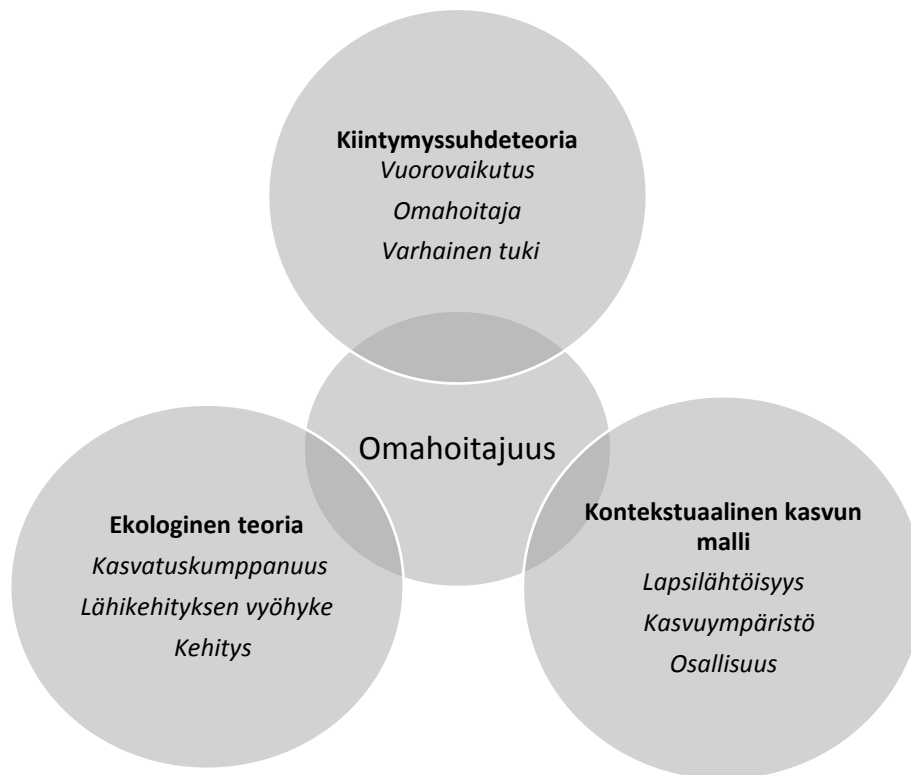 Kiintymyssuhdeteoria
Vuorovaikutus
Omahoitaja
Varhainen tuki
Omahoitajuus
Ekologinen teoria
Kasvatuskumppanuus
Lähikehityksen vyöhyke
Kehitys
Kontekstuaalinen kasvun
malli
Lapsilähtöisyys
Kasvuympäristö
Osallisuus